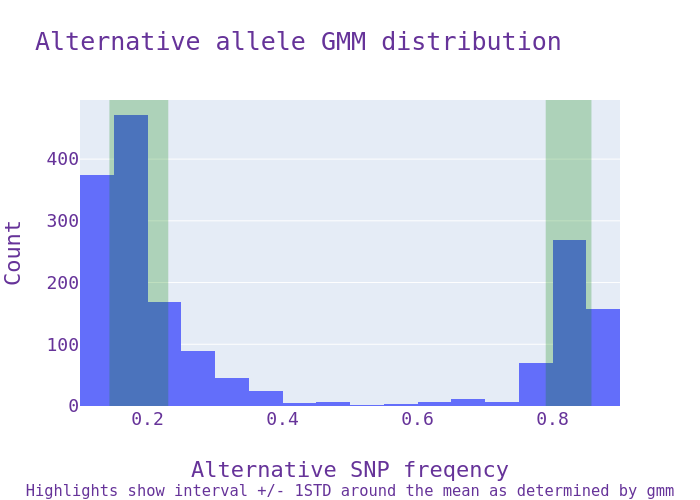 Alternative allele GMM distribution
Count
400
300
200
100
0
0.2 0.4 0.6 0.8
Alternative SNP freqency
Highlights show interval +/- 1STD around the mean as determined by gmm